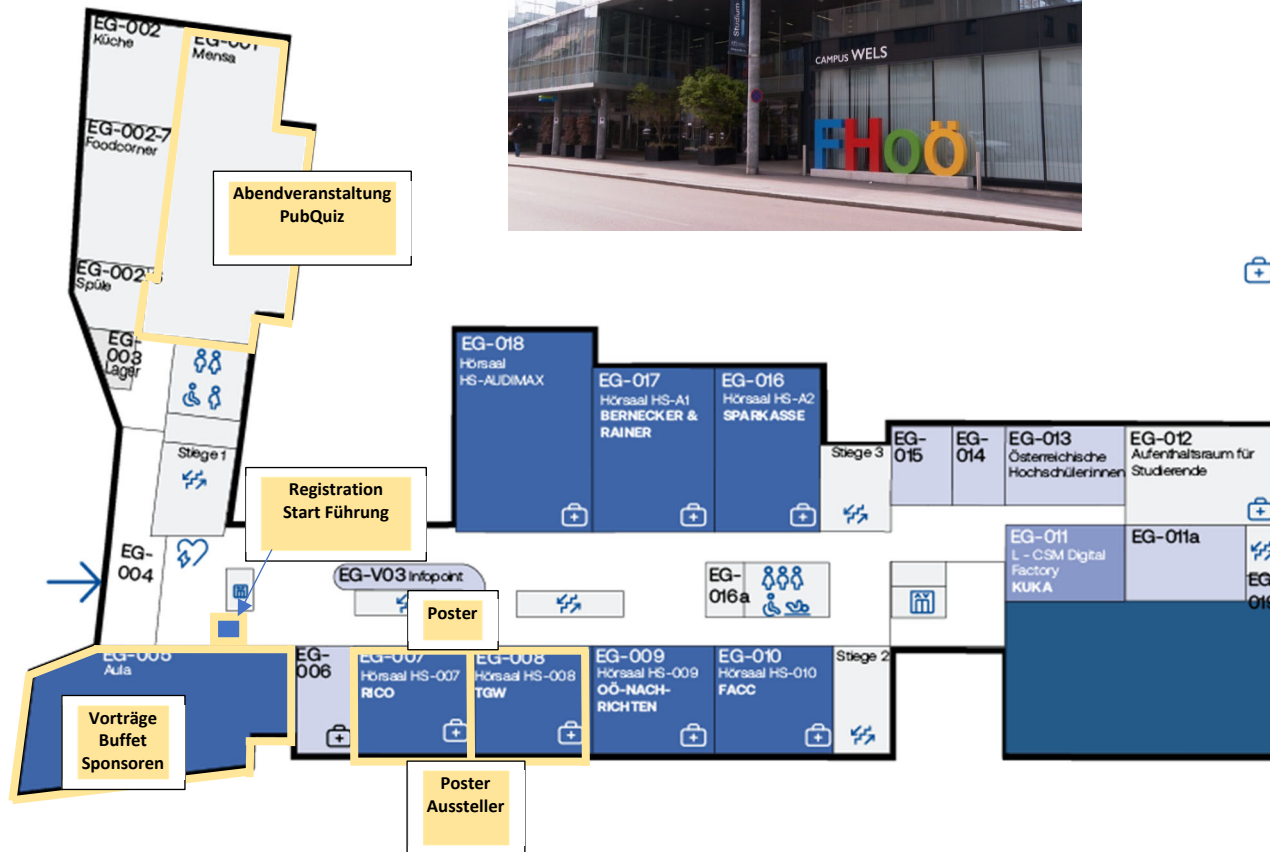 EG-002
Küche
EG-001
Mensa
EG-002-7
Foodcorner
Abendveranstaltung
PubQuiz
Studium
CAMPUS WELS
FHOÖ
Spüle
EG-
003
Lager
Stiege 1
EG-018
Hörsaal
HS-AUDIMAX
EG-017
Hörsaal HS-A1
BERNECKER &
RAINER
EG-016
Hörsaal HS-A2
SPARKASSE
Stiege 3
EG-
015
EG-
014
EG-013
Österreichische
Hochschüler:innen
EG-012
Aufenthaltsraum für
Studierende
Registration
Start Führung
EG-
004
EG-V03 Infopoint
EG-
016a
EG-011
L - CSM Digital
Factory
KUKA
EG-011a
Poster
EG-005
Aula
EG-
006
EG-007
Hörsaal HS-007
RICO
EG-008
Hörsaal HS-008
TGW
EG-009
Hörsaal HS-009
OÖ-NACH-
RICHTEN
EG-010
Hörsaal HS-010
FACC
Stiege 2
Vorträge
Buffet
Sponsoren
Poster
Aussteller